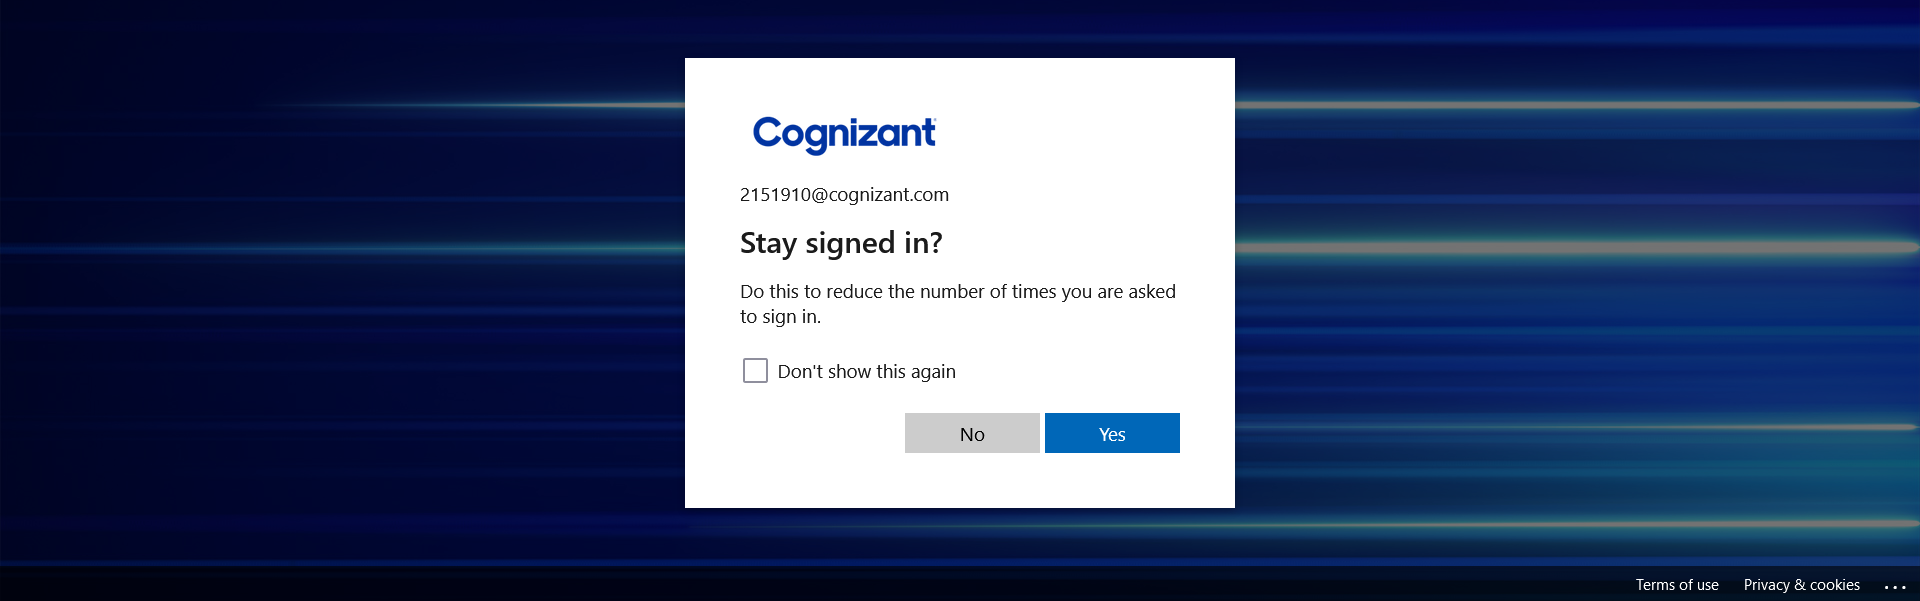 Cognizant
2151910@cognizant.com
Stay signed in?
Do this to reduce the number of times you are asked
to sign in.
Don't show this again
No
Yes
Terms of use
Privacy & cookies
...